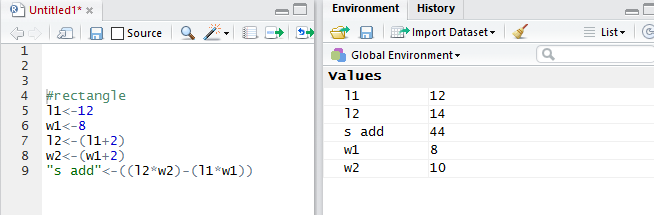 Untitled1*
Source
1
2
3
4 #rectangle
5 l1<-12
6 w1<-8
7 l2<-(l1+2)
8 w2<-(w1+2)
9 "s add"<-((l2*w2)-(l1*w1))
Environment History
Import Dataset List
Global Environment
Values
l1 12
l2 14
s add 44
w1 8
w2 10